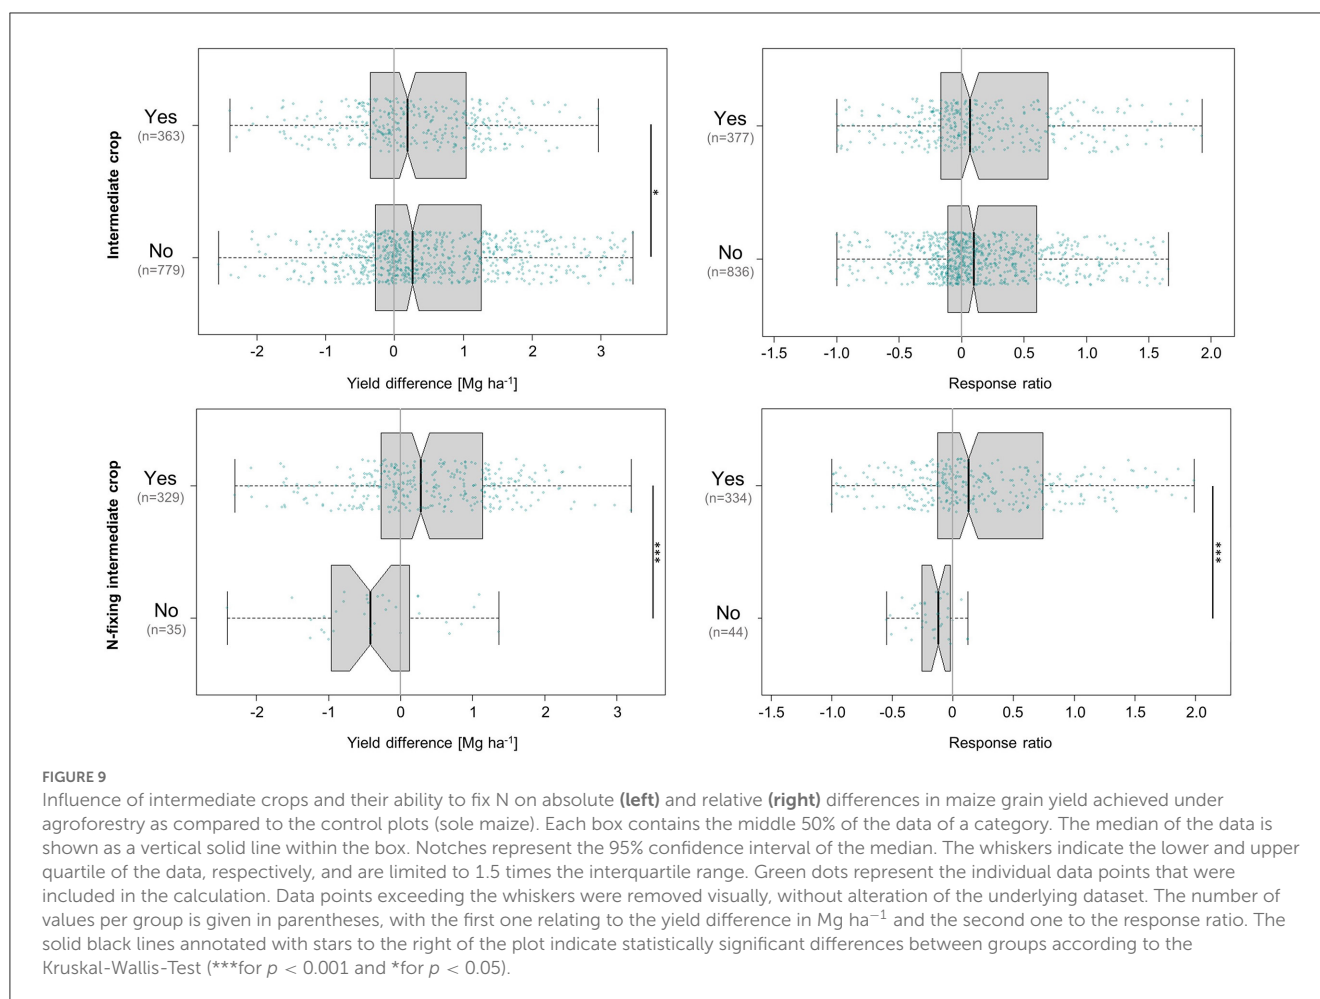 Intermediate crop
Yes
(n=363)
No
(n=779)
*
-2 -1 0 1 2 3
Yield difference [Mg ha-1]
Yes
(n=377)
No
(n=836)
-1.5 -1.0 -0.5 0 0.5 1.0 1.5 2.0
Response ratio
N-fixing intermediate crop
Yes
(n=329)
No
(n=35)
***
-2 -1 0 1 2 3
Yield difference [Mg ha-1]
Yes
(n=334)
No
(n=44)
***
-1.5 -1.0 -0.5 0 0.5 1.0 1.5 2.0
Response ratio
FIGURE 9
Influence of intermediate crops and their ability to fix N on absolute (left) and relative (right) differences in maize grain yield achieved under
agroforestry as compared to the control plots (sole maize). Each box contains the middle 50% of the data of a category. The median of the data is
shown as a vertical solid line within the box. Notches represent the 95% confidence interval of the median. The whiskers indicate the lower and upper
quartile of the data, respectively, and are limited to 1.5 times the interquartile range. Green dots represent the individual data points that were
included in the calculation. Data points exceeding the whiskers were removed visually, without alteration of the underlying dataset. The number of
values per group is given in parentheses, with the first one relating to the yield difference in Mg ha−1 and the second one to the response ratio. The
solid black lines annotated with stars to the right of the plot indicate statistically significant differences between groups according to the
Kruskal-Wallis-Test (***for p < 0.001 and *for p < 0.05).